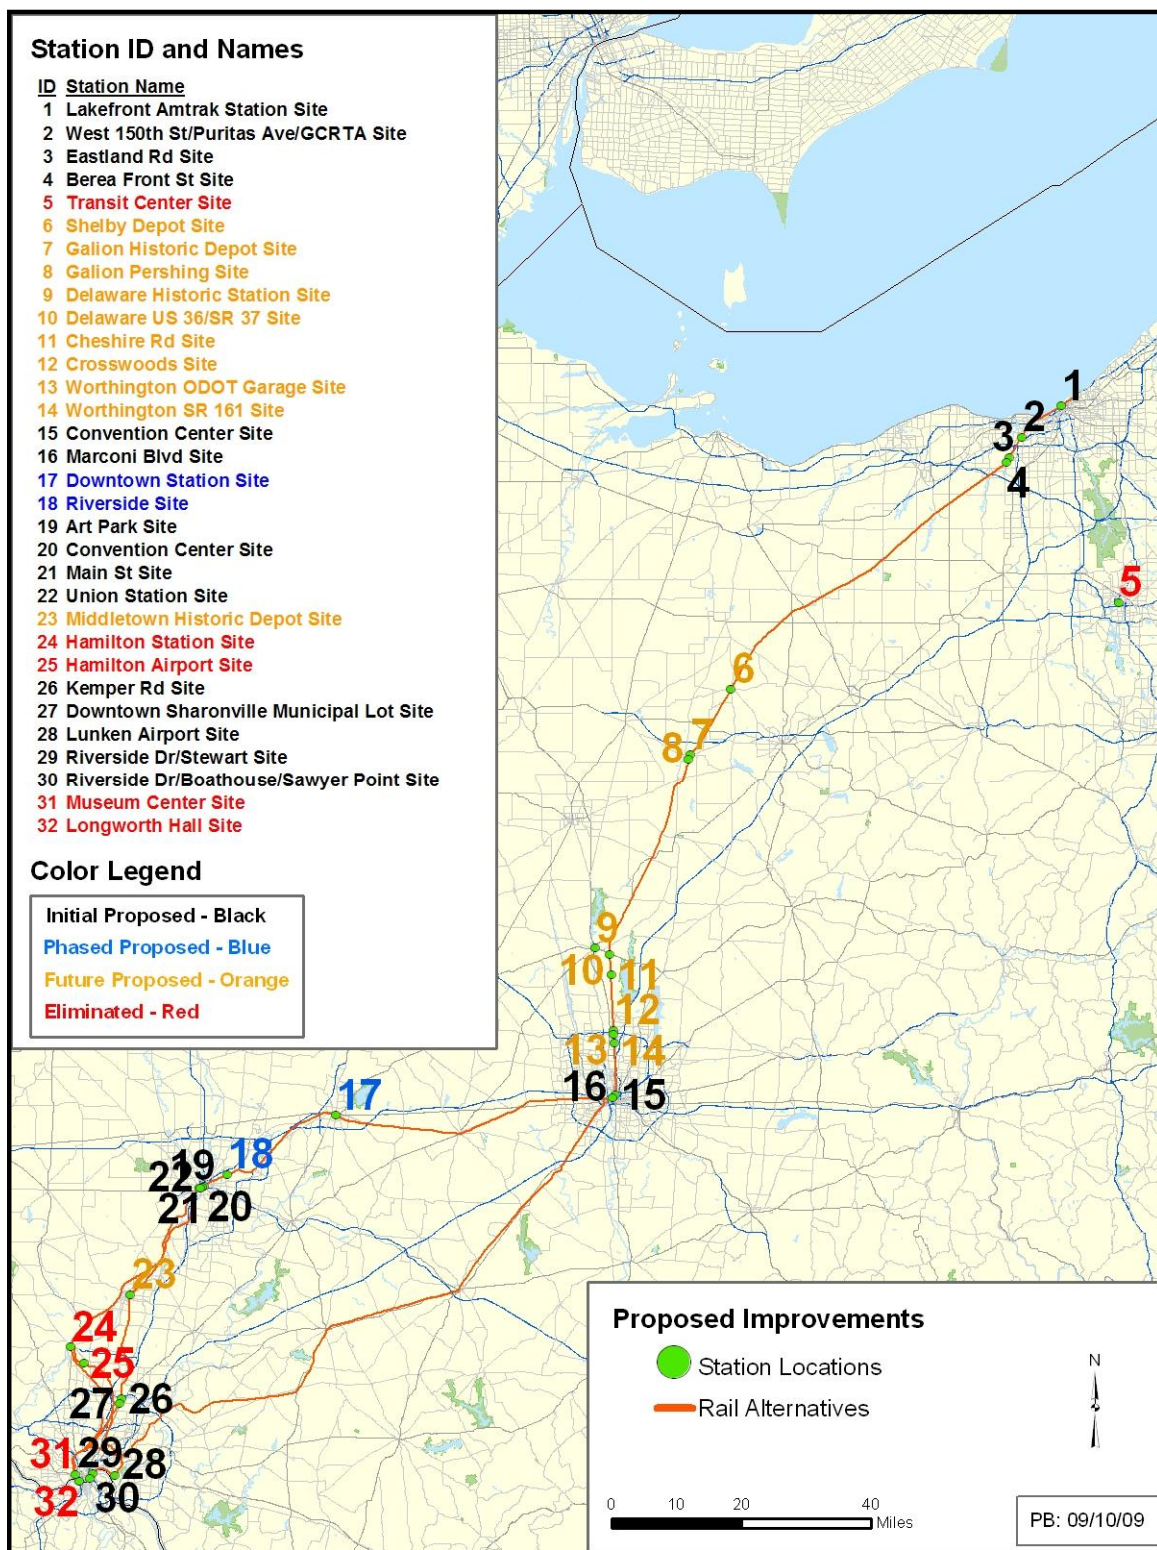 Station ID and Names
ID Station Name
1 Lakefront Amtrak Station Site
2 West 150th St/Puritas Ave/GCRTA Site
3 Eastland Rd Site
4 Berea Front St Site
5 Transit Center Site
6 Shelby Depot Site
7 Galion Historic Depot Site
8 Galion Pershing Site
9 Delaware Historic Station Site
10 Delaware US 36/SR 37 Site
11 Cheshire Rd Site
12 Crosswoods Site
13 Worthington ODOT Garage Site
14 Worthington SR 161 Site
15 Convention Center Site
16 Marconi Blvd Site
17 Downtown Station Site
18 Riverside Site
19 Art Park Site
20 Convention Center Site
21 Main St Site
22 Union Station Site
23 Middletown Historic Depot Site
24 Hamilton Station Site
25 Hamilton Airport Site
26 Kemper Rd Site
27 Downtown Sharonville Municipal Lot Site
28 Lunken Airport Site
29 Riverside Dr/Stewart Site
30 Riverside Dr/Boathouse/Sawyer Point Site
31 Museum Center Site
32 Longworth Hall Site
Color Legend
Initial Proposed - Black
Phased Proposed - Blue
Future Proposed - Orange
Eliminated - Red
1
2
3
4
5
6
7
8
9
10
11
12
13 14
16 15
17
18
19
22
21 20
23
24
25
27 26
31 29 28
32 30
Proposed Improvements
Station Locations
Rail Alternatives
N
0 10 20 40
Miles
PB: 09/10/09